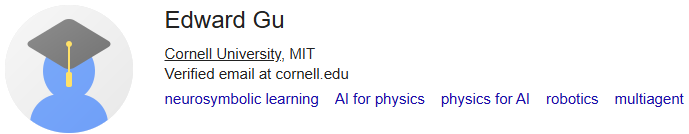 Edward Gu
Cornell University, MIT
Verified email at cornell.edu
neurosymbolic learning AI for physics physics for AI robotics multiagent